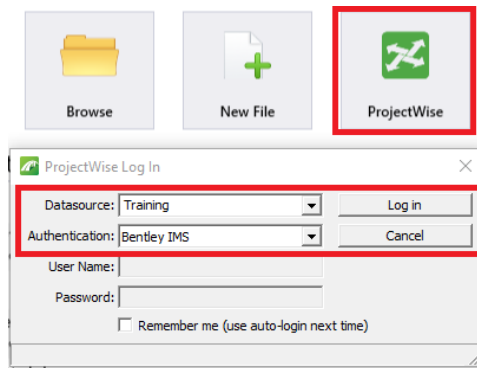 Browse New File ProjectWise
ProjectWise Log In
Datasource: Training Log in
Authentication: Bentley IMS Cancel
User Name:
Password:
Remember me (use auto-login next time)